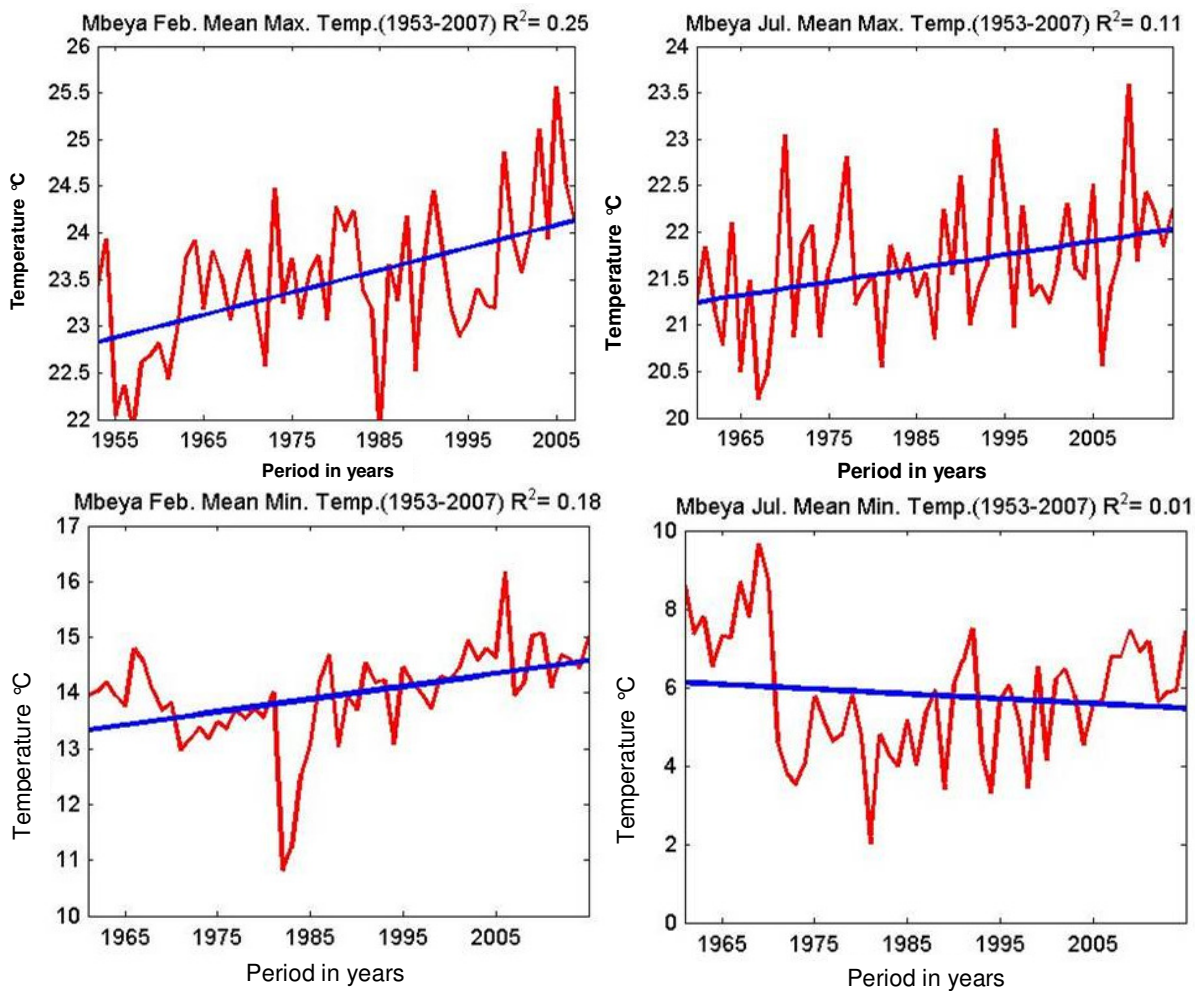 Mbeya Feb. Mean Max. Temp.(1953-2007) R²= 0.25
26
25.5
25
24.5
24
23.5
23
22.5
22
Temperature °C
1955 1965 1975 1985 1995 2005
Period in years
Mbeya Jul. Mean Max. Temp.(1953-2007) R²= 0.11
24
23.5
23
22.5
22
21.5
21
20.5
20
Temperature °C
1965 1975 1985 1995 2005
Period in years
Mbeya Feb. Mean Min. Temp.(1953-2007) R²= 0.18
17
16
15
14
13
12
11
10
Temperature °C
1965 1975 1985 1995 2005
Period in years
Mbeya Jul. Mean Min. Temp.(1953-2007) R²= 0.01
10
8
6
4
2
0
Temperature °C
1965 1975 1985 1995 2005
Period in years